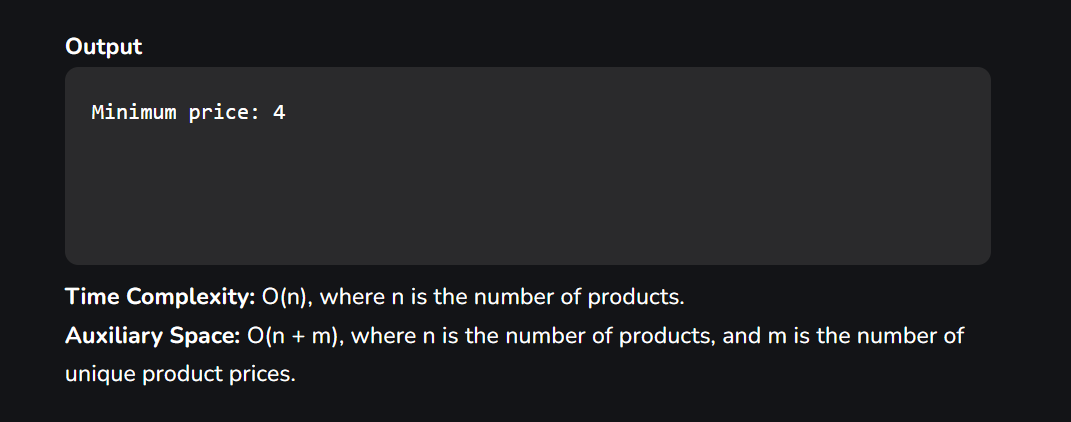 Output
Minimum price: 4
Time Complexity: O(n), where n is the number of products.
Auxiliary Space: O(n + m), where n is the number of products, and m is the number of
unique product prices.